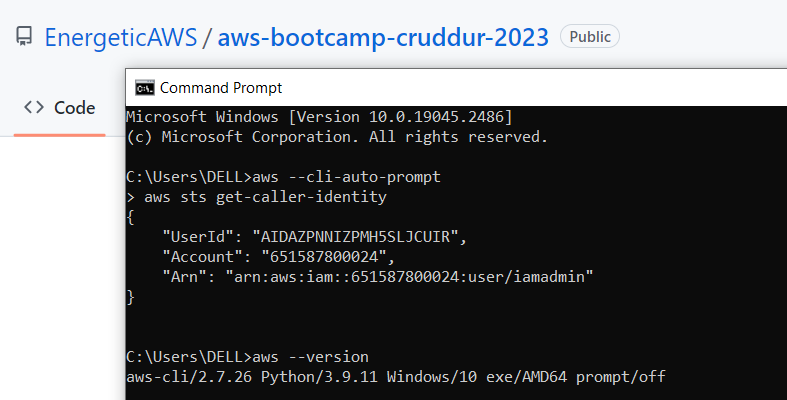 EnergeticAWS / aws-bootcamp-cruddur-2023 Public
Command Prompt
<> Code
Microsoft Windows [Version 10.0.19045.2486]
(c) Microsoft Corporation. All rights reserved.
C:\Users\DELL>aws --cli-auto-prompt
> aws sts get-caller-identity
{
    "UserId": "AIDAZPNNIZPMH5SLJCUIR",
    "Account": "651587800024",
    "Arn": "arn:aws:iam::651587800024:user/iamadmin"
}
C:\Users\DELL>aws --version
aws-cli/2.7.26 Python/3.9.11 Windows/10 exe/AMD64 prompt/off